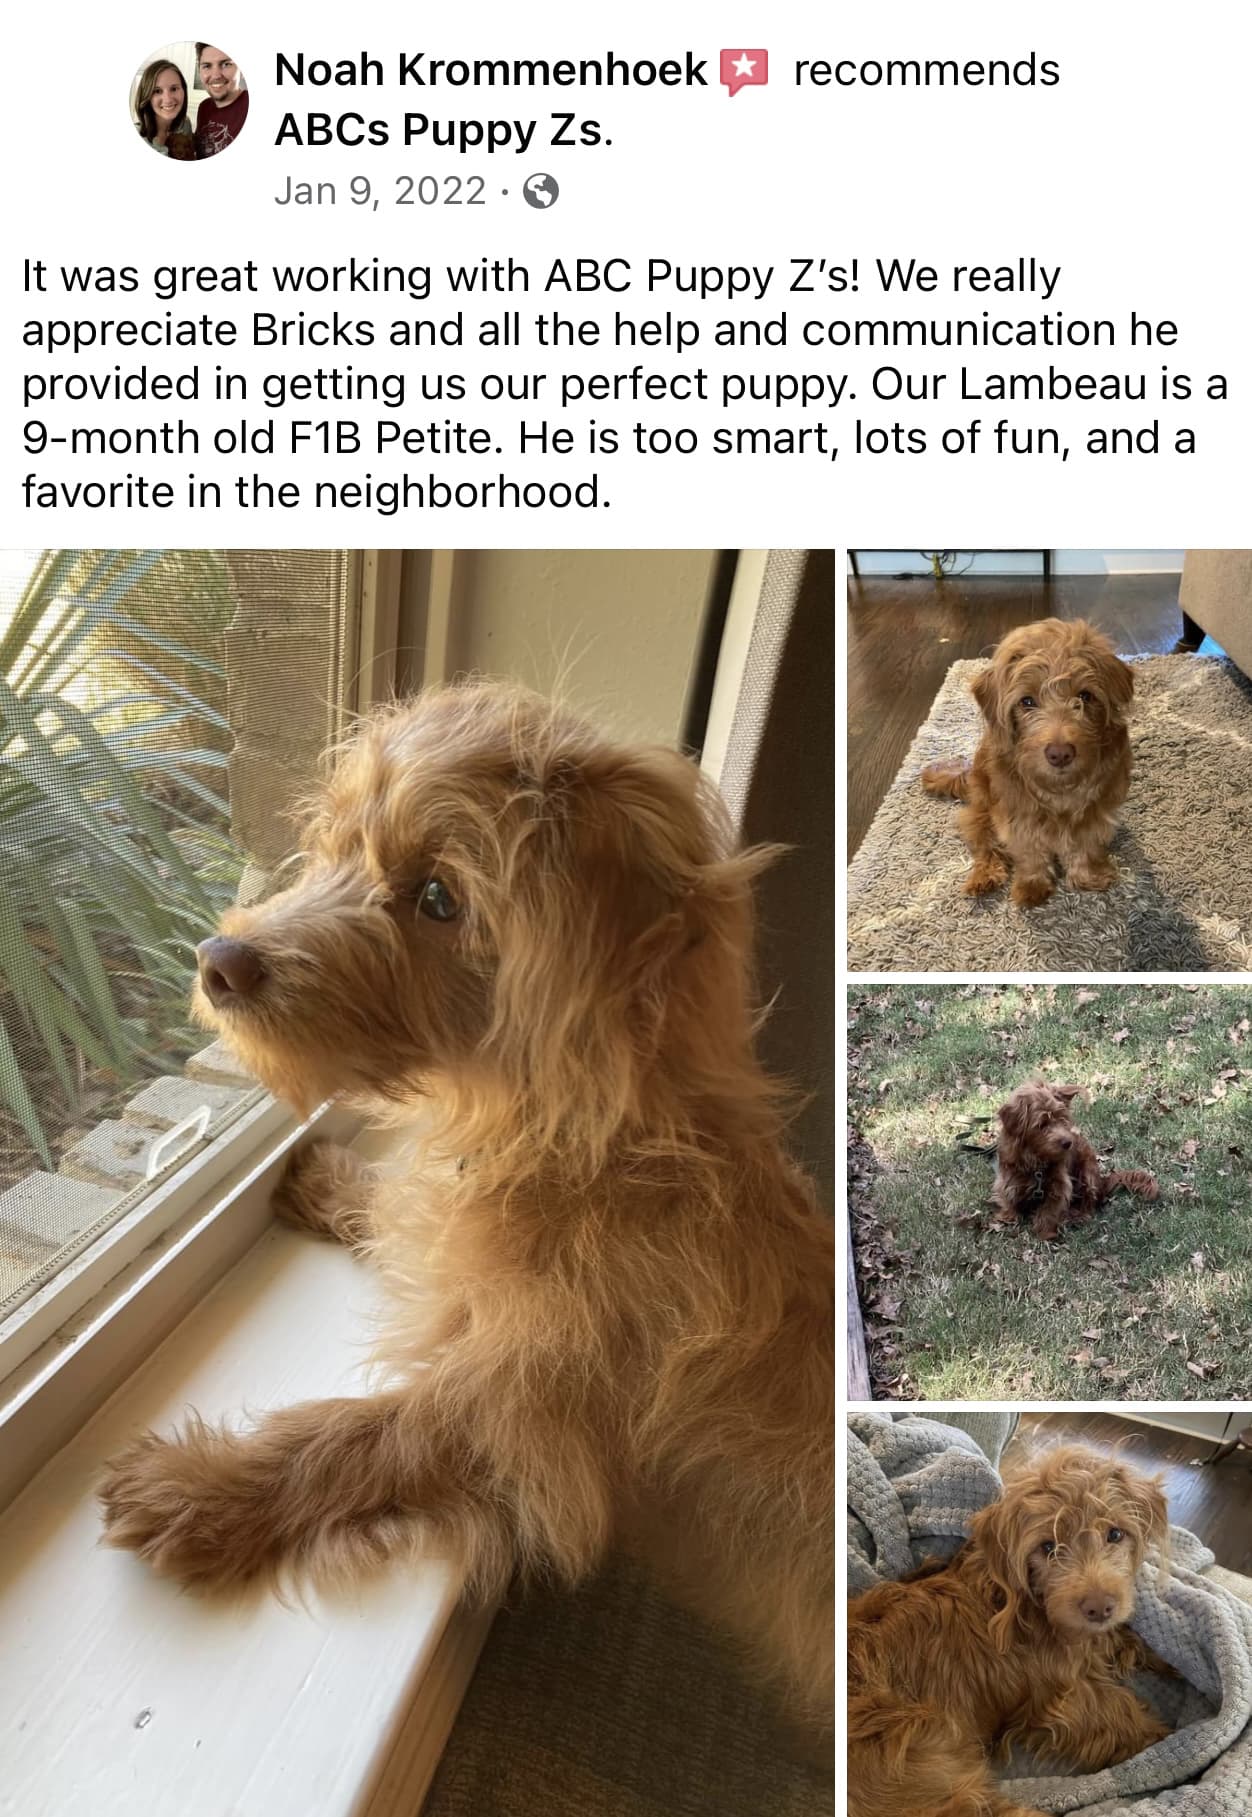 Noah Krommenhoek recommends
ABCs Puppy Zs.
Jan 9, 2022 ·
It was great working with ABC Puppy Z’s! We really
appreciate Bricks and all the help and communication he
provided in getting us our perfect puppy. Our Lambeau is a
9-month old F1B Petite. He is too smart, lots of fun, and a
favorite in the neighborhood.